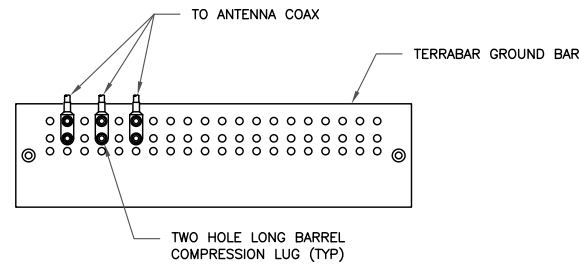 TO ANTENNA COAX
TERRABAR GROUND BAR
TWO HOLE LONG BARREL
COMPRESSION LUG (TYP)